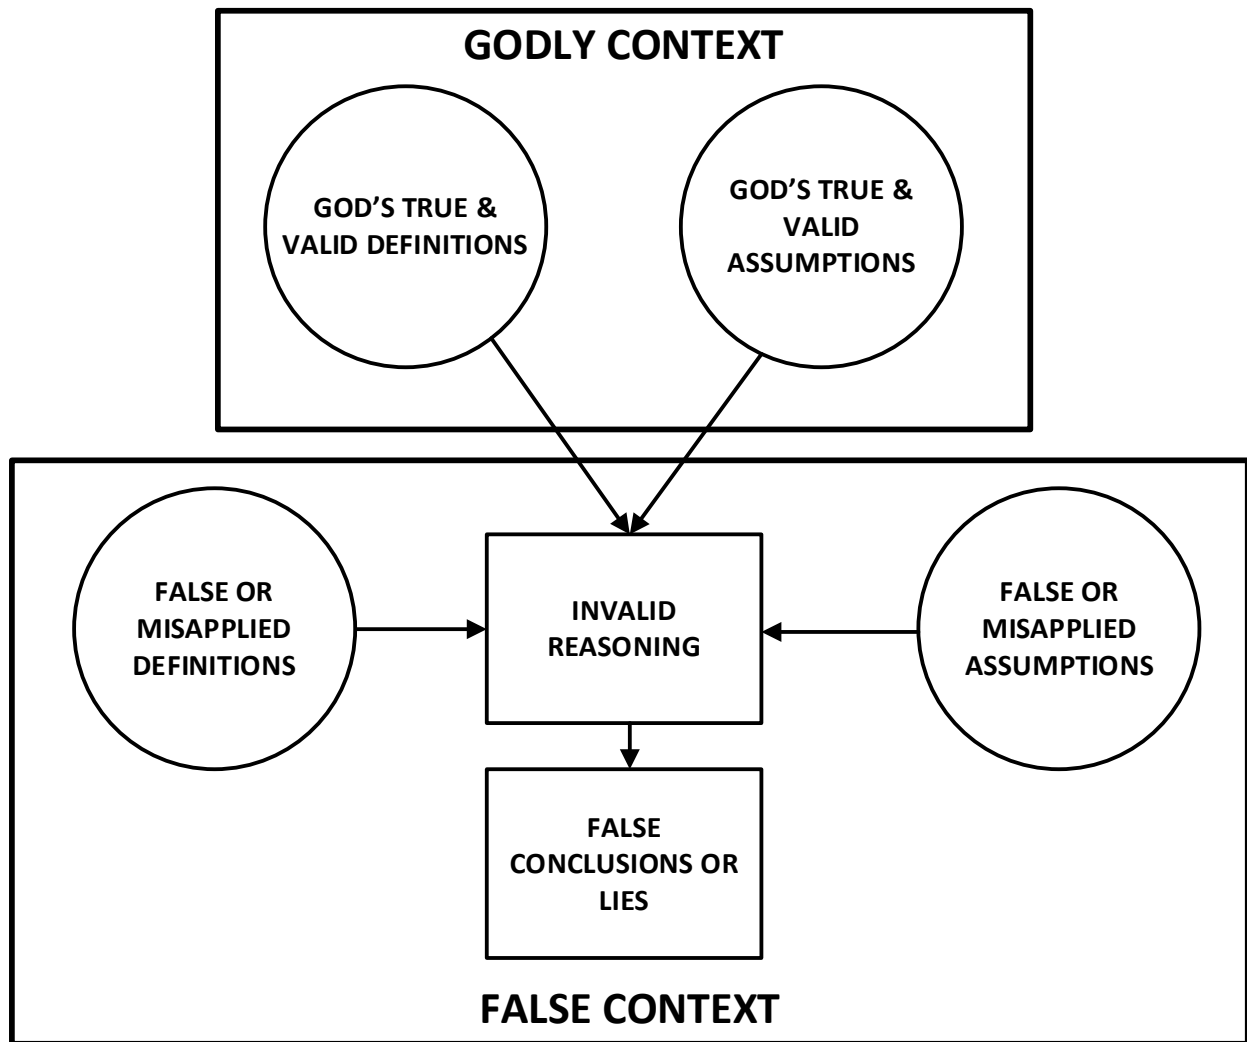 GODLY CONTEXT
GOD’S TRUE &
VALID DEFINITIONS
GOD’S TRUE &
VALID
ASSUMPTIONS
FALSE OR
MISAPPLIED
DEFINITIONS
INVALID
REASONING
FALSE OR
MISAPPLIED
ASSUMPTIONS
FALSE
CONCLUSIONS OR
LIES
FALSE CONTEXT